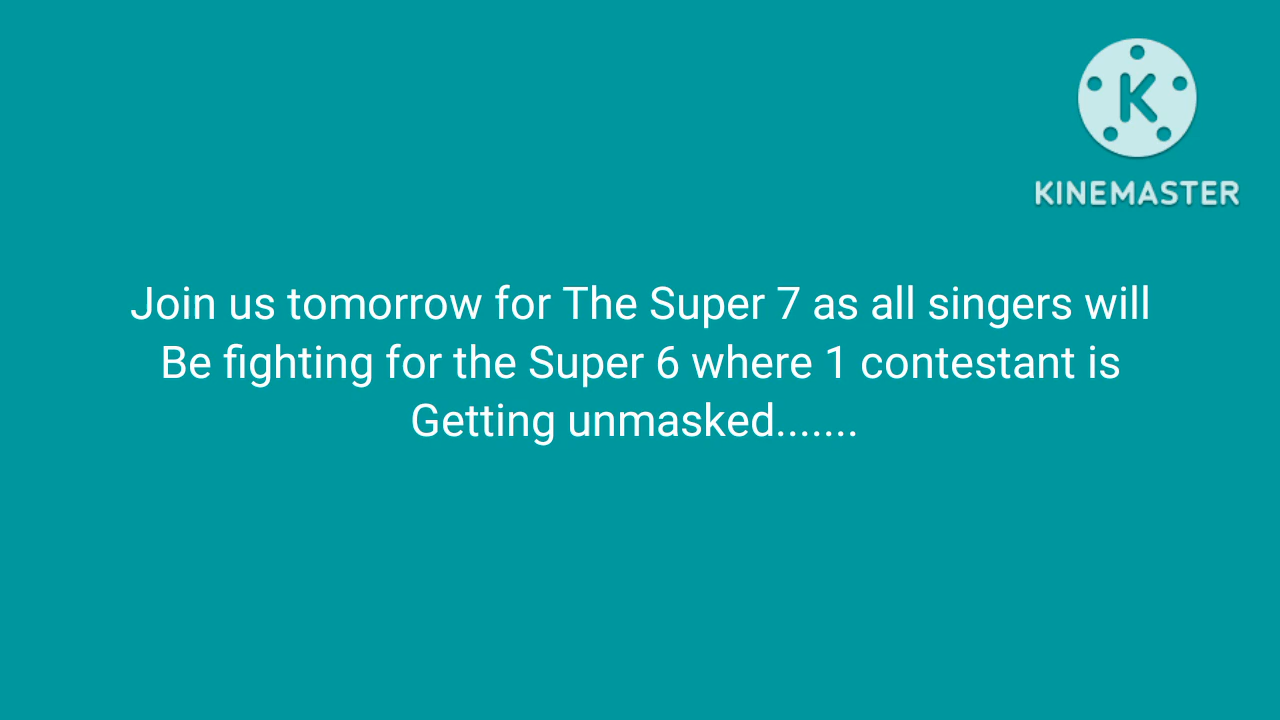 K
KINEMASTER
Join us tomorrow for The Super 7 as all singers will
Be fighting for the Super 6 where 1 contestant is
Getting unmasked.......